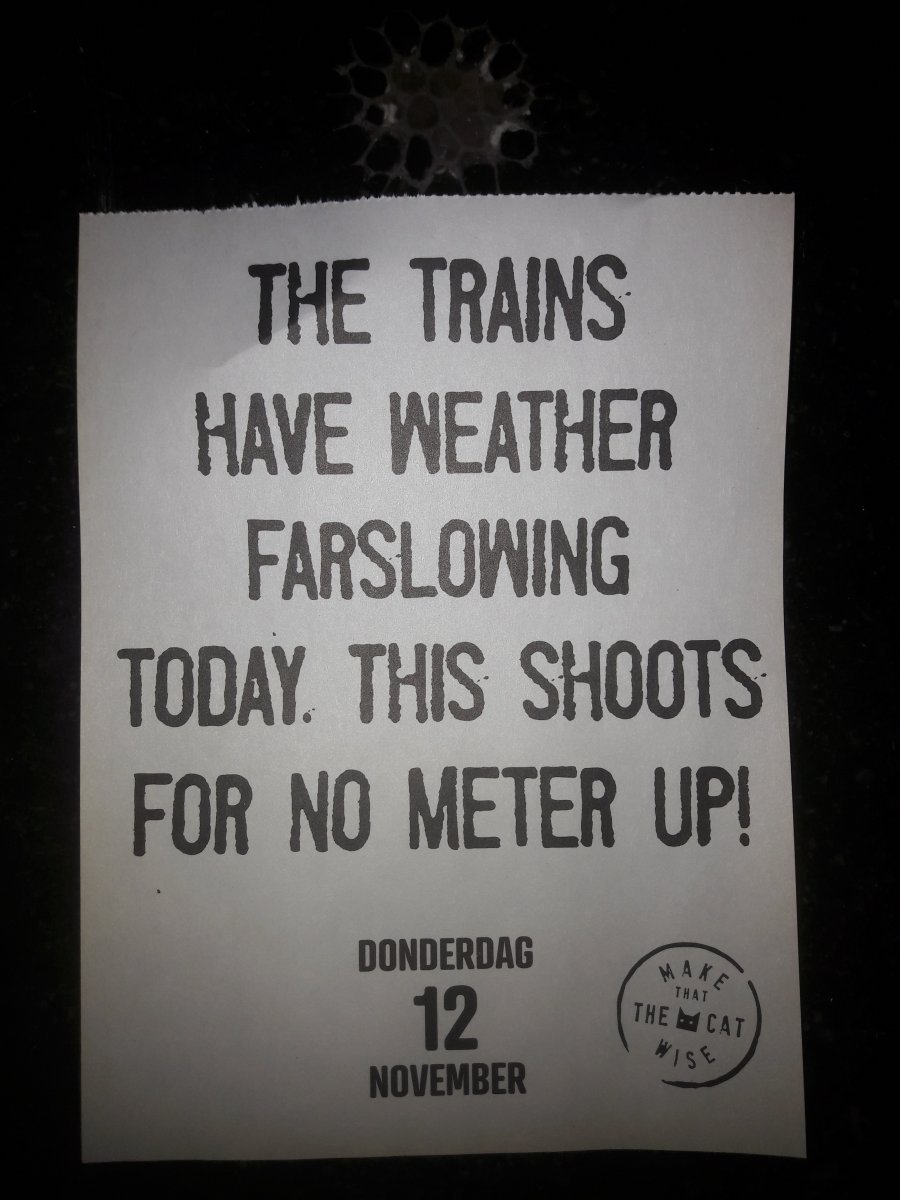 THE TRAINS
HAVE WEATHER
FARSLOWING
TODAY. THIS SHOOTS
FOR NO METER UP!
DONDERDAG
12
NOVEMBER
MAKE
THAT
THE CAT
WISE